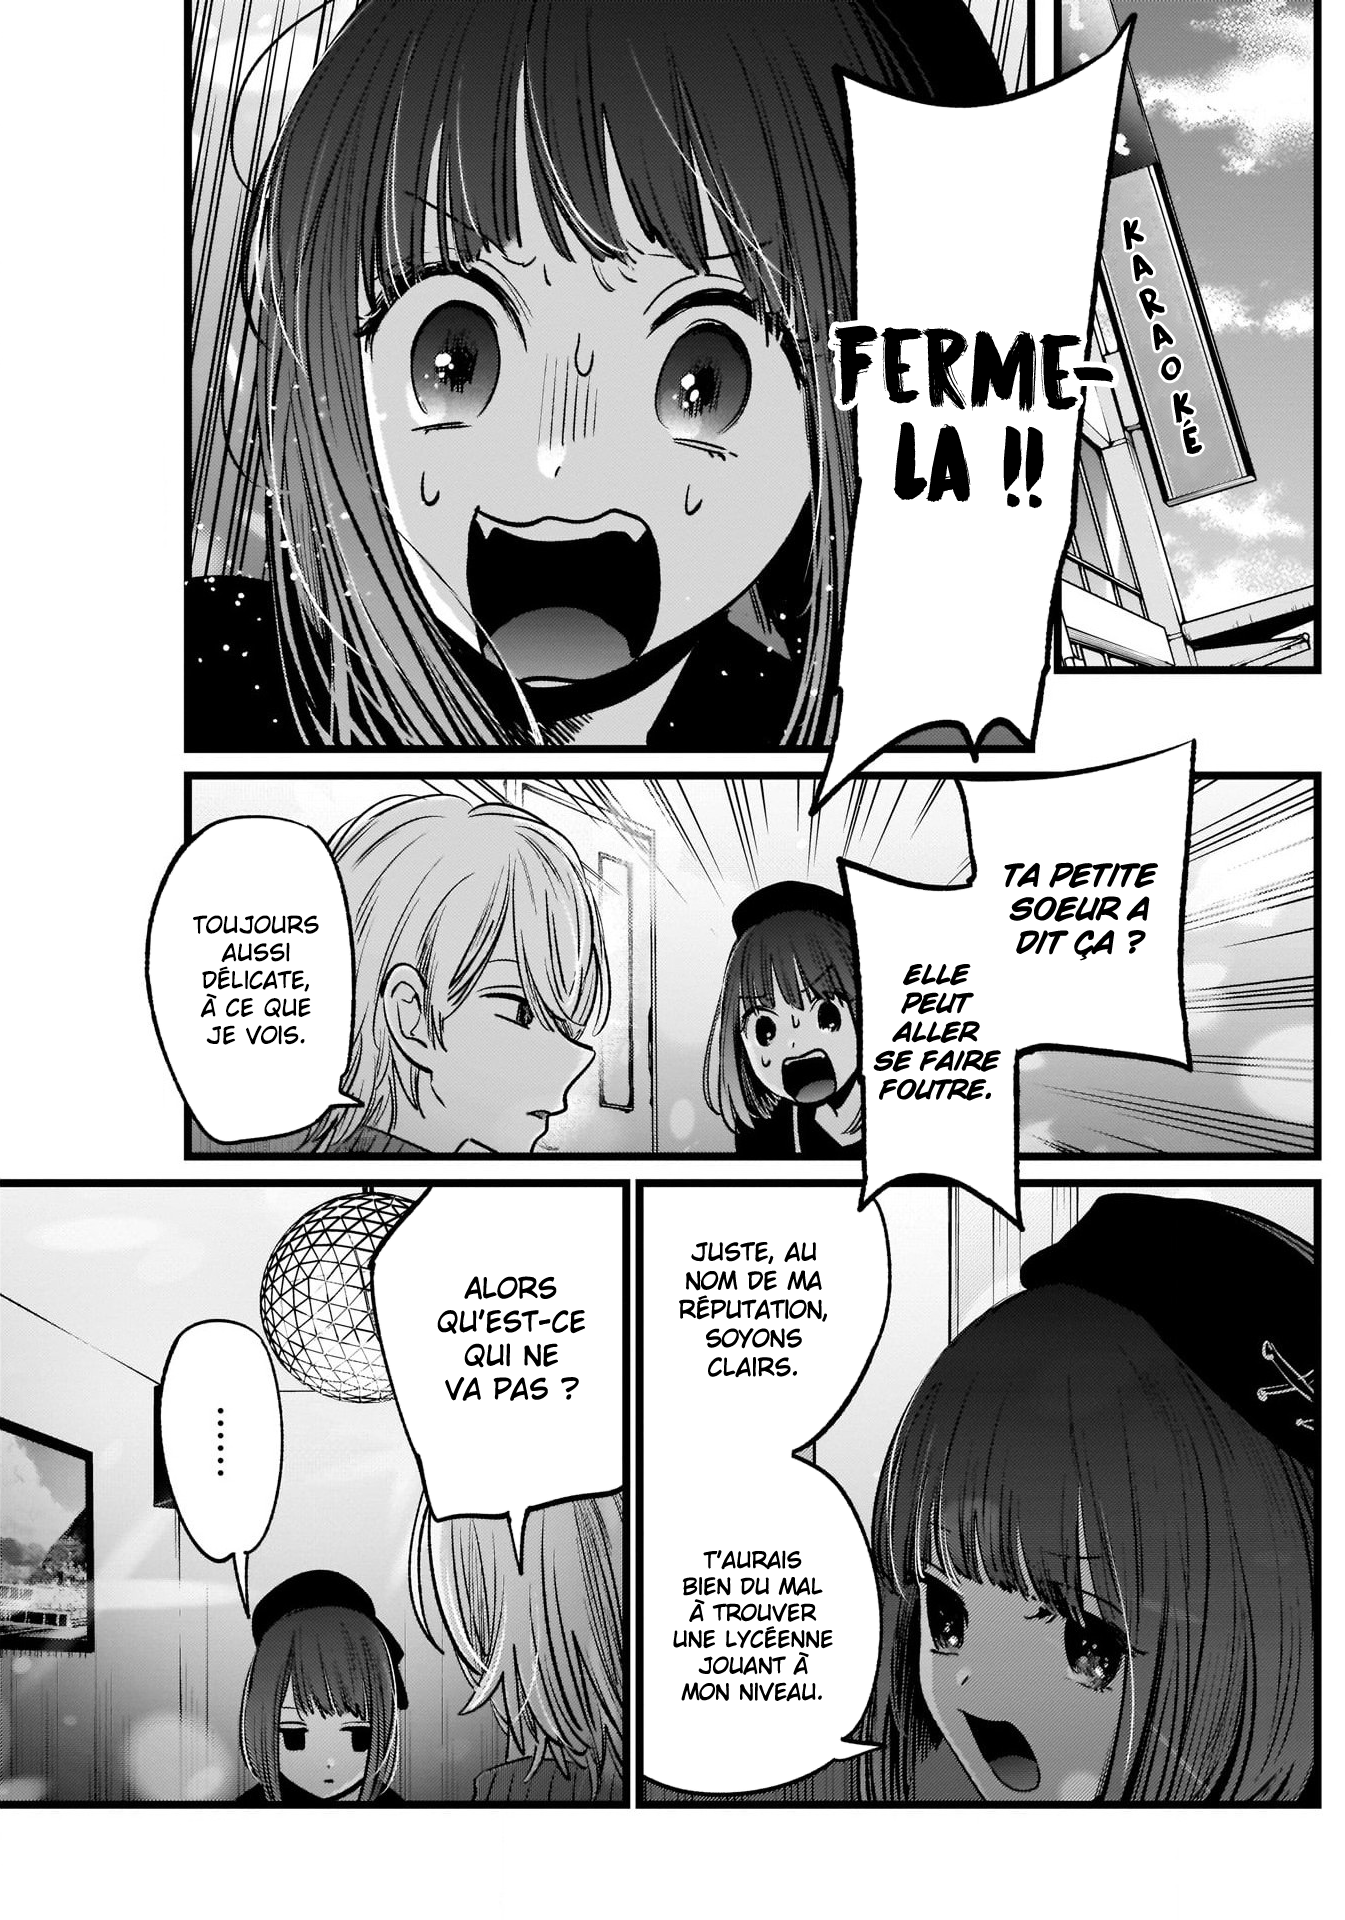 KARAOKÉ
FERME-
LA !!
TA PETITE
SOEUR A
DIT ÇA ?
ELLE
PEUT
ALLER
SE FAIRE
FOUTRE.
TOUJOURS
AUSSI
DÉLICATE,
À CE QUE
JE VOIS.
JUSTE, AU
NOM DE MA
RÉPUTATION,
SOYONS
CLAIRS.
T'AURAIS
BIEN DU MAL
À TROUVER
UNE LYCÉENNE
JOUANT À
MON NIVEAU.
ALORS
QU'EST-CE
QUI NE
VA PAS ?
........